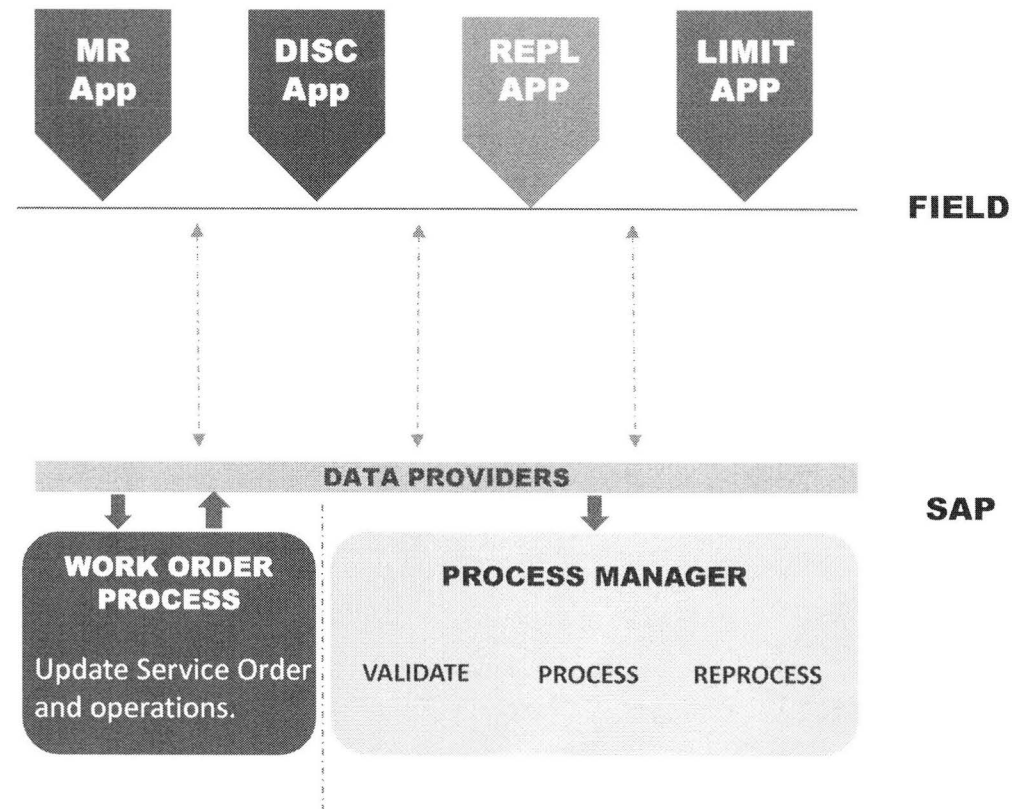 MR
App
DISC
App
REPL
APP
LIMIT
APP
FIELD
DATA PROVIDERS
SAP
WORK ORDER
PROCESS
Update Service Order
and operations.
PROCESS MANAGER
VALIDATE PROCESS REPROCESS